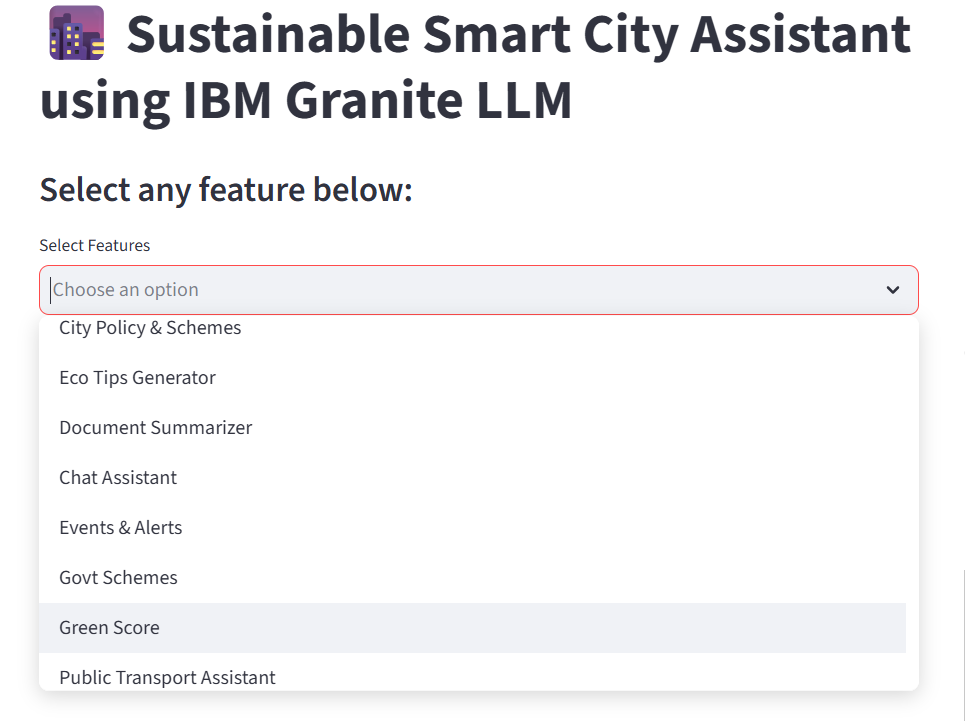 Sustainable Smart City Assistant
using IBM Granite LLM
Select any feature below:
Select Features
Choose an option
City Policy & Schemes
Eco Tips Generator
Document Summarizer
Chat Assistant
Events & Alerts
Govt Schemes
Green Score
Public Transport Assistant